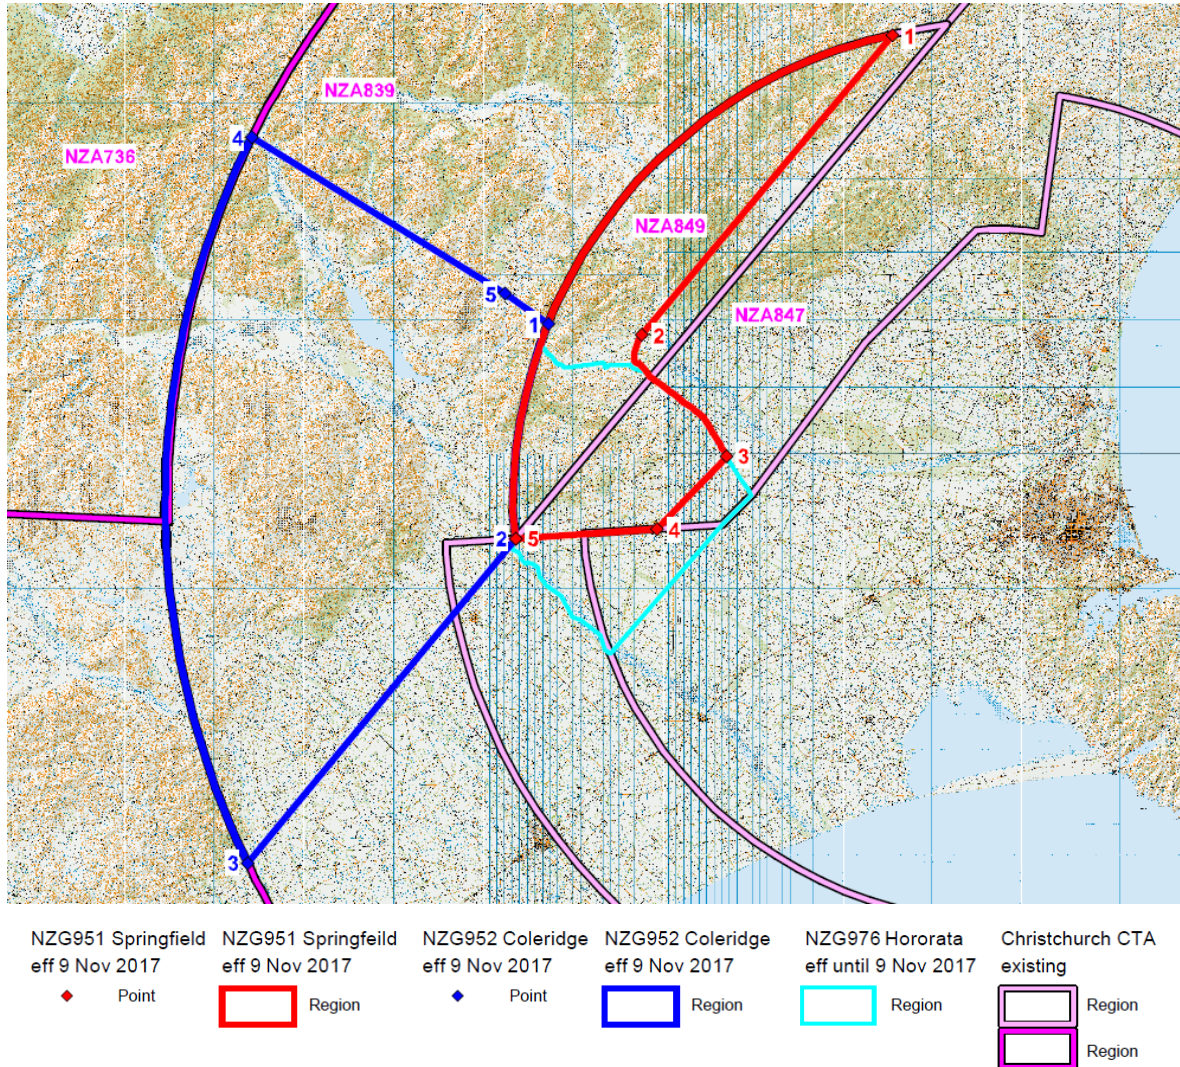 1
NZA839
4
NZA736
NZA849
5
NZA847
1
2
3
4
2
5
3
NZG951 Springfield
eff 9 Nov 2017
Point
NZG951 Springfeild
eff 9 Nov 2017
Region
NZG952 Coleridge
eff 9 Nov 2017
Point
NZG952 Coleridge
eff 9 Nov 2017
Region
NZG976 Hororata
eff until 9 Nov 2017
Region
Christchurch CTA
existing
Region
Region